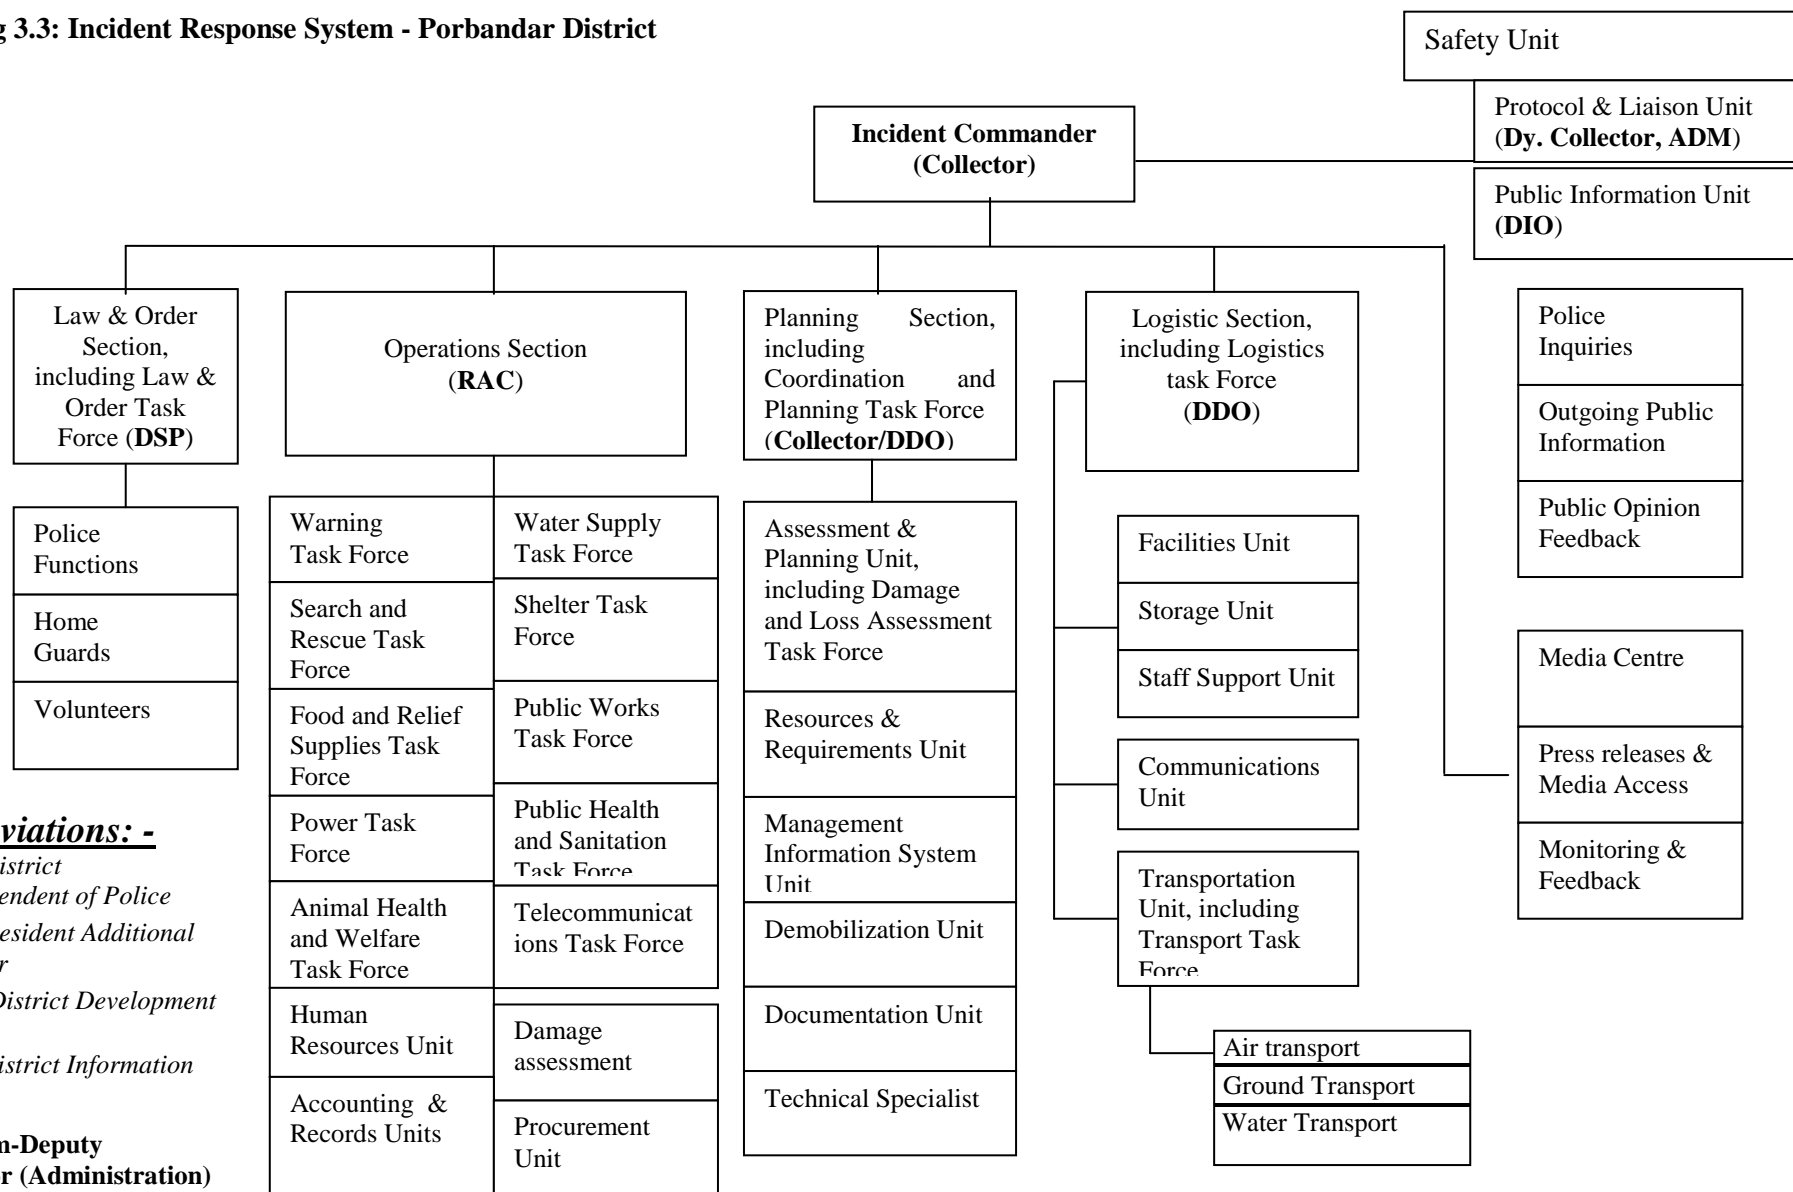 g 3.3: Incident Response System - Porbandar District
Safety Unit
Protocol & Liaison Unit
(Dy. Collector, ADM)
Public Information Unit
(DIO)
Incident Commander
(Collector)
Law & Order
Section,
including Law &
Order Task
Force (DSP)
Operations Section
(RAC)
Planning Section,
including
Coordination and
Planning Task Force
(Collector/DDO)
Logistic Section,
including Logistics
task Force
(DDO)
Police
Inquiries
Outgoing Public
Information
Public Opinion
Feedback
Police
Functions
Home
Guards
Volunteers
Warning
Task Force
Search and
Rescue Task
Force
Food and Relief
Supplies Task
Force
Power Task
Force
Animal Health
and Welfare
Task Force
Human
Resources Unit
Accounting & 
Records Units
Water Supply
Task Force
Shelter Task
Force
Public Works
Task Force
Public Health
and Sanitation
Task Force
Telecommunicat
ions Task Force
Damage
assessment
Procurement
Unit
Assessment &
Planning Unit,
including Damage
and Loss Assessment
Task Force
Resources &
Requirements Unit
Management
Information System
Unit
Demobilization Unit
Documentation Unit
Technical Specialist
Facilities Unit
Storage Unit
Staff Support Unit
Communications
Unit
Transportation
Unit, including
Transport Task
Force
Air transport
Ground Transport
Water Transport
Media Centre
Press releases &
Media Access
Monitoring &
Feedback
viations: -
istrict
endent of Police
esident Additional
r
District Development
istrict Information
n-Deputy
r (Administration)